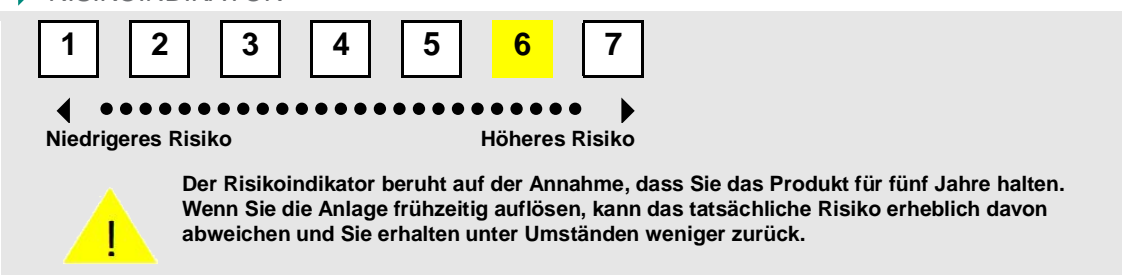 RISIKOINDIKATOR
1 2 3 4 5 6 7
Niedrigeres Risiko Höheres Risiko
Der Risikoindikator beruht auf der Annahme, dass Sie das Produkt für fünf Jahre halten.
Wenn Sie die Anlage frühzeitig auflösen, kann das tatsächliche Risiko erheblich davon
abweichen und Sie erhalten unter Umständen weniger zurück.
!